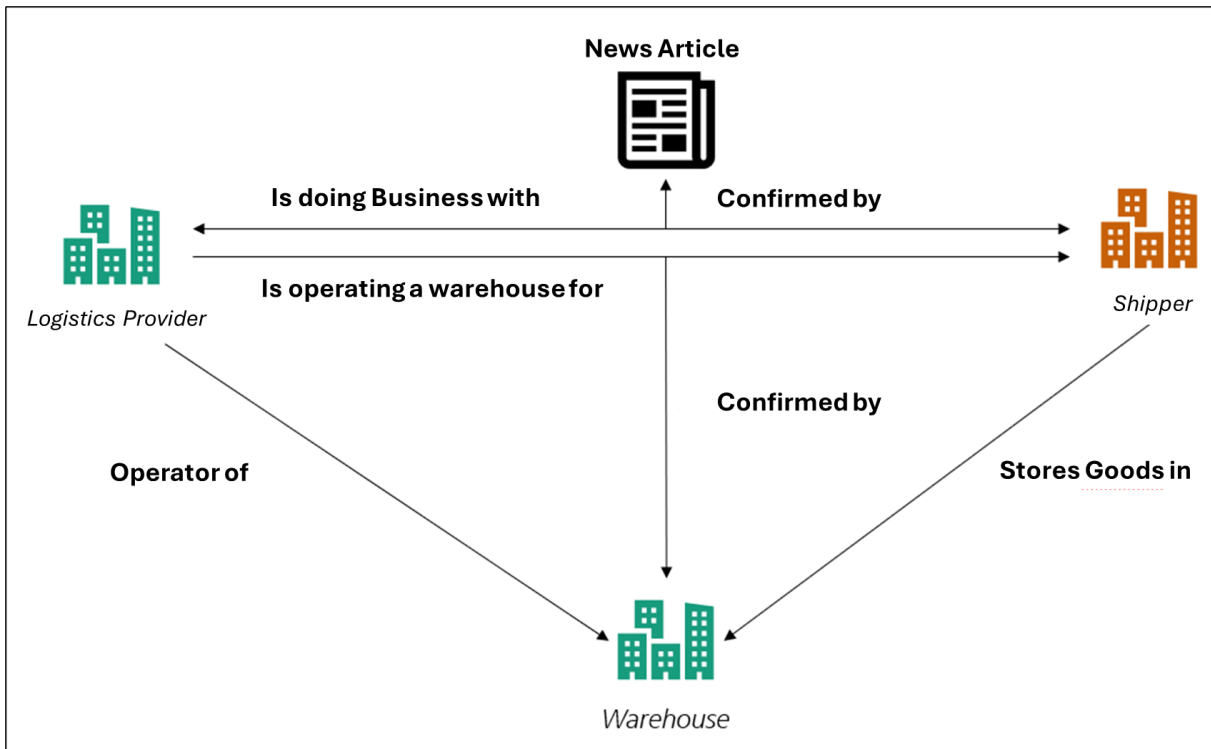 News Article
Is doing Business with
Confirmed by
Is operating a warehouse for
Logistics Provider
Shipper
Confirmed by
Operator of
Stores Goods in
Warehouse